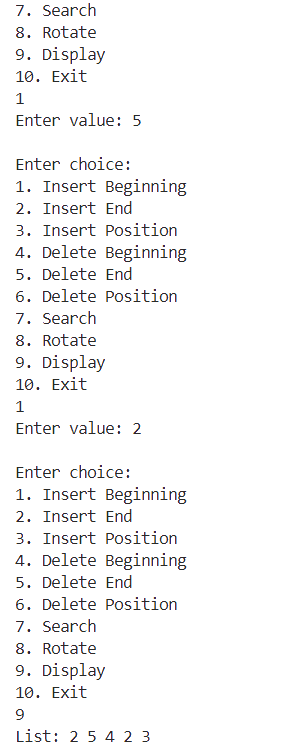 7. Search
8. Rotate
9. Display
10. Exit
1
Enter value: 5
Enter choice:
1. Insert Beginning
2. Insert End
3. Insert Position
4. Delete Beginning
5. Delete End
6. Delete Position
7. Search
8. Rotate
9. Display
10. Exit
1
Enter value: 2
Enter choice:
1. Insert Beginning
2. Insert End
3. Insert Position
4. Delete Beginning
5. Delete End
6. Delete Position
7. Search
8. Rotate
9. Display
10. Exit
9
List: 2 5 4 2 3